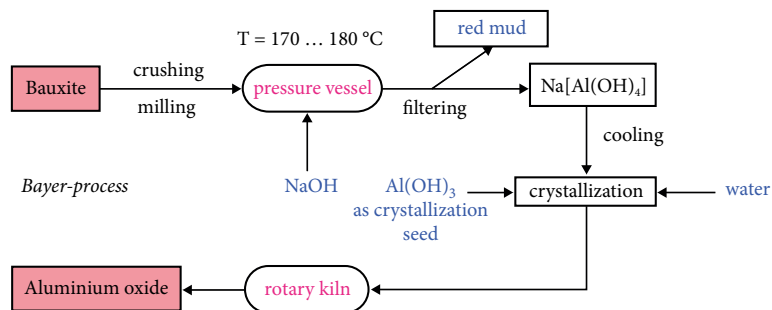 red mud
T = 170 … 180 °C
crushing
Bauxite
pressure vessel
Na[Al(OH)₄]
milling
filtering
cooling
Bayer-process
NaOH
Al(OH)₃
as crystallization
seed
crystallization
water
Aluminium oxide
rotary kiln